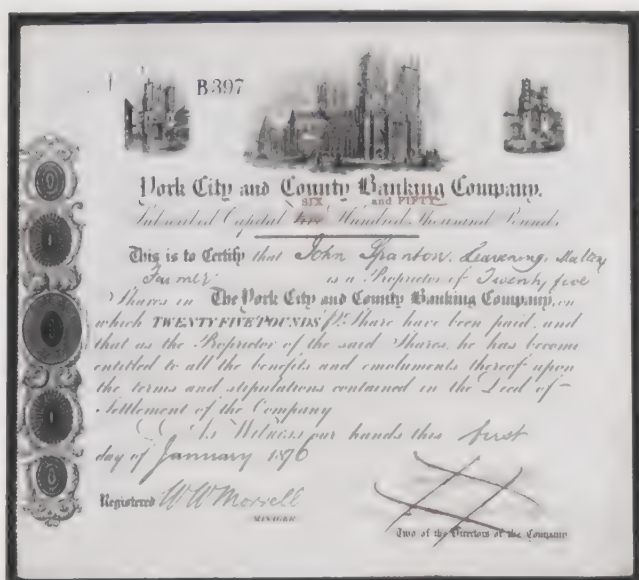 B397
York City and County Banking Company.
SIX and FIFTY
Subscribed Capital Five Hundred Thousand Pounds
This is to Certify that John Spanton, Leavening, Malton
Farmer is a Proprietor of Twenty five
Shares in The York City and County Banking Company, on
which TWENTY FIVE POUNDS Pr. Share have been paid, and
that as the Proprietor of the said Shares, he has become
entitled to all the benefits and emoluments thereof upon
the terms and stipulations contained in the Deed of
Settlement of the Company
As Witness our hands this first
day of January 1876
Registered W W Morrell
MANAGER
Two of the Directors of the Company